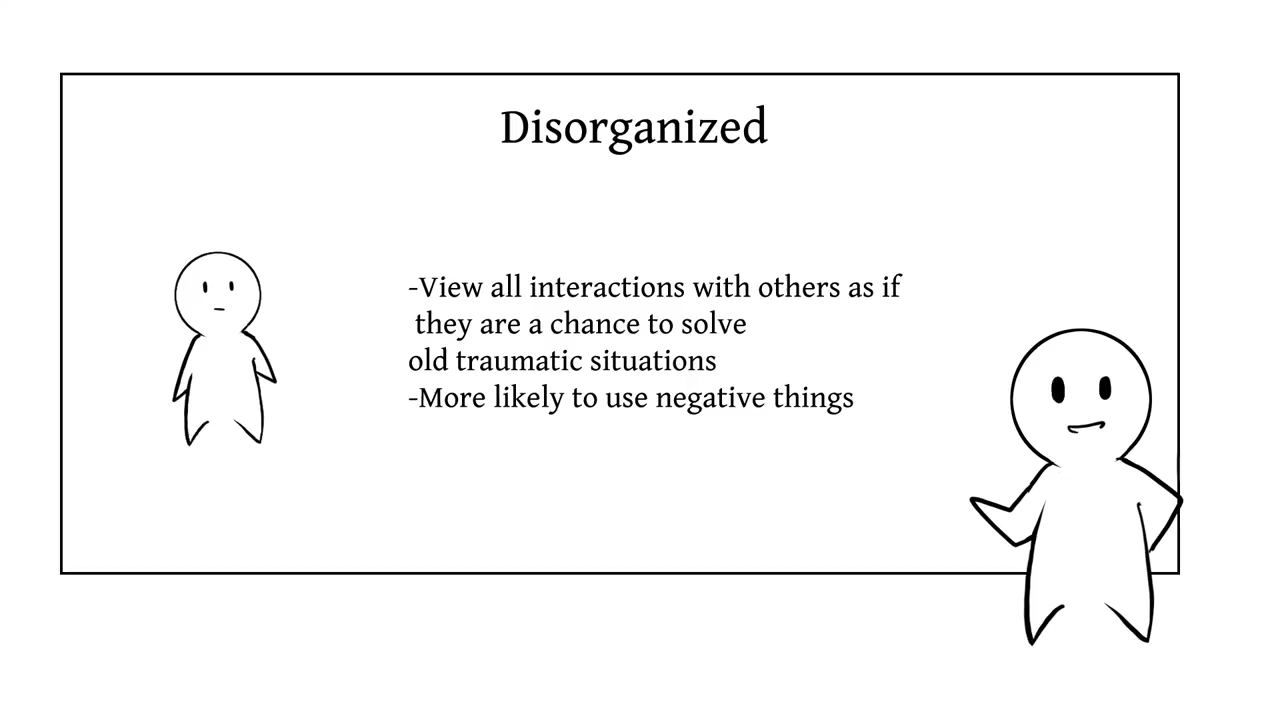 Disorganized
-View all interactions with others as if
they are a chance to solve
old traumatic situations
-More likely to use negative things